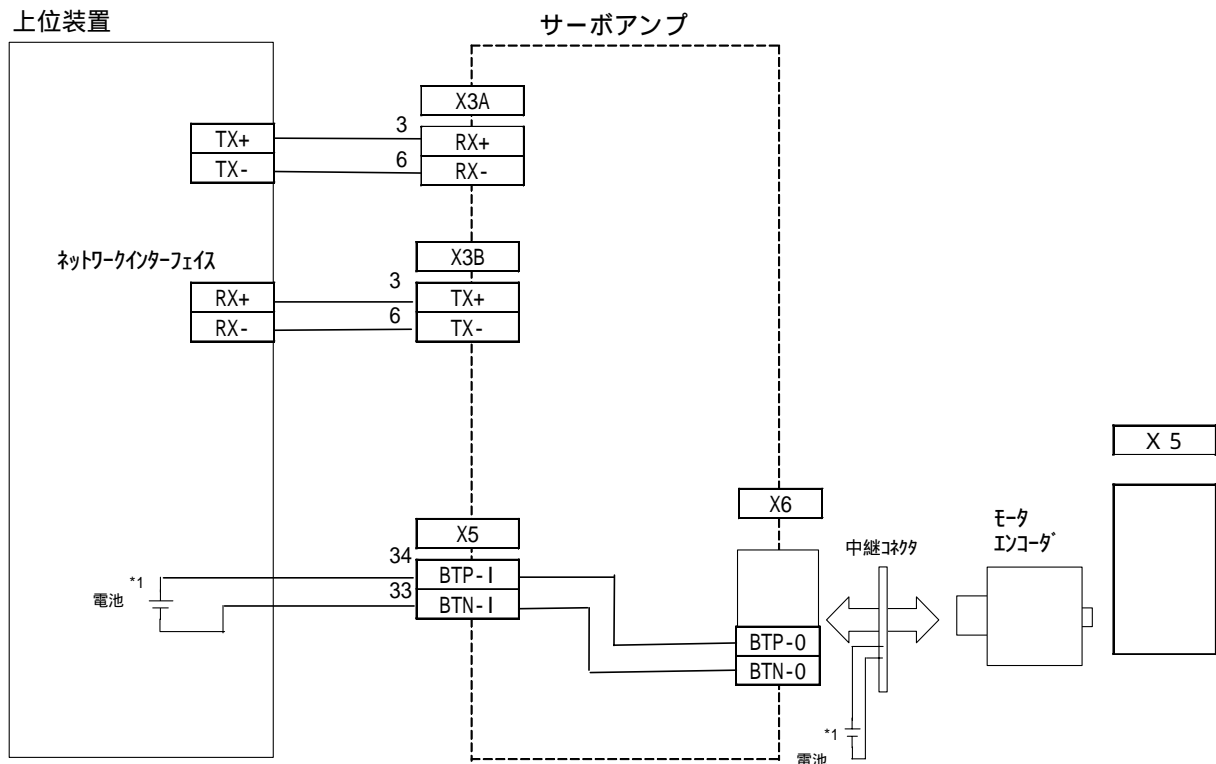 上位装置
サーボアンプ
X3A
TX+
3
RX+
TX-
6
RX-
ﾈｯﾄﾜｰｸｲﾝﾀｰﾌｪｲｽ
X3B
RX+
3
TX+
RX-
6
TX-
X 5
X6
X5
中継ｺﾈｸﾀ
ﾓｰﾀ
ｴﾝｺｰﾀﾞ
*1
電池
34
BTP-I
33
BTN-I
BTP-0
BTN-0
*1
電池